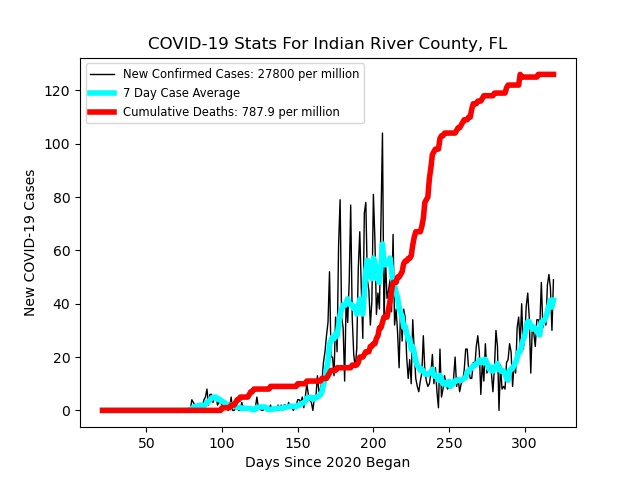 COVID-19 Stats For Indian River County, FL
New Confirmed Cases: 27800 per million
7 Day Case Average
Cumulative Deaths: 787.9 per million
New COVID-19 Cases
120
100
80
60
40
20
0
50 100 150 200 250 300
Days Since 2020 Began